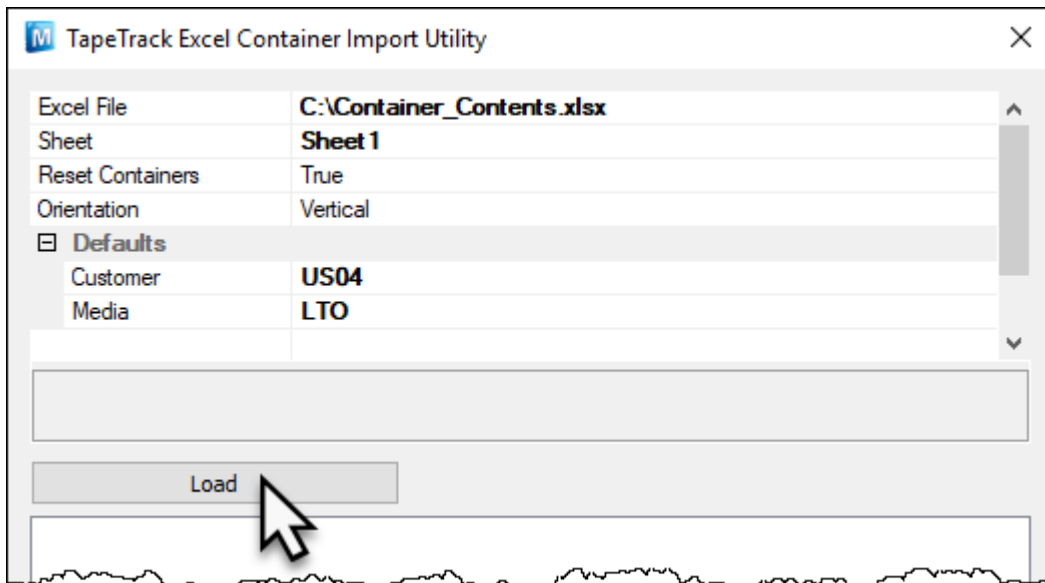 TapeTrack Excel Container Import Utility
Excel File C:\Container_Contents.xlsx
Sheet Sheet1
Reset Containers True
Orientation Vertical
Defaults
Customer US04
Media LTO
Load